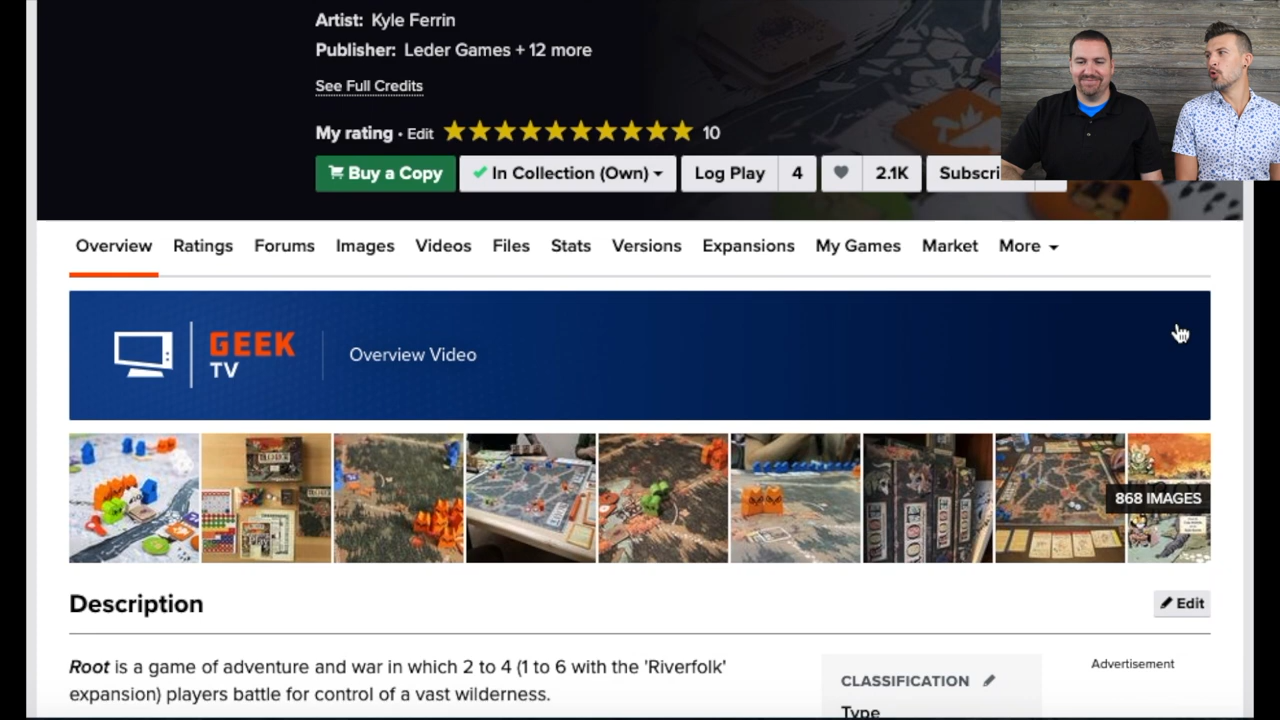 Artist: Kyle Ferrin
Publisher: Leder Games + 12 more
See Full Credits
My rating • Edit 10
Buy a Copy In Collection (Own) Log Play 4 2.1K Subscri
Overview Ratings Forums Images Videos Files Stats Versions Expansions My Games Market More
GEEK
TV
Overview Video
ROOT
868 IMAGES
Description
Edit
Root is a game of adventure and war in which 2 to 4 (1 to 6 with the 'Riverfolk'
expansion) players battle for control of a vast wilderness.
CLASSIFICATION
Type
Advertisement